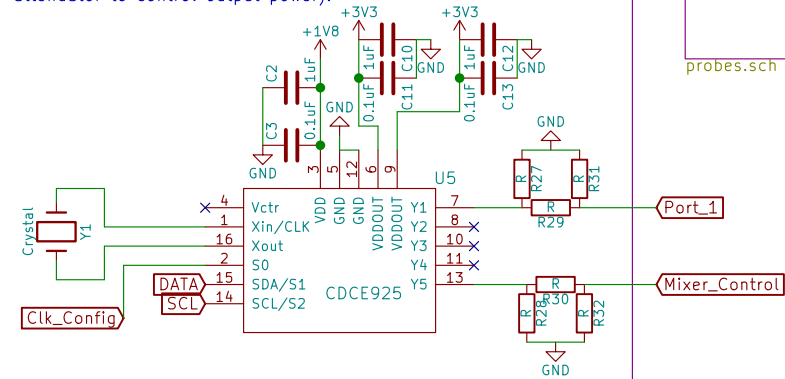 attenuator to control output power).
+3V3
+3V3
+1V8
C2
1uF
1uF
C10
GND
1uF
C12
GND
C3
0.1uF
0.1uF
C11
0.1uF
C13
GND
GND
GND
probes.sch
3
5
12
6
9
U5
R27
R31
4
Vctr
VDD
GND
GND
VDDOUT
VDDOUT
Y1
7
R
R
R
R29
Port_1
Crystal
Y1
1
Xin/CLK
Y2
8
16
Xout
Y3
10
2
S0
Y4
11
DATA
15
SDA/S1
Y5
13
R
R30
Mixer_Control
SCL
14
SCL/S2
CDCE925
Clk_Config
R
R28
R
R32
GND